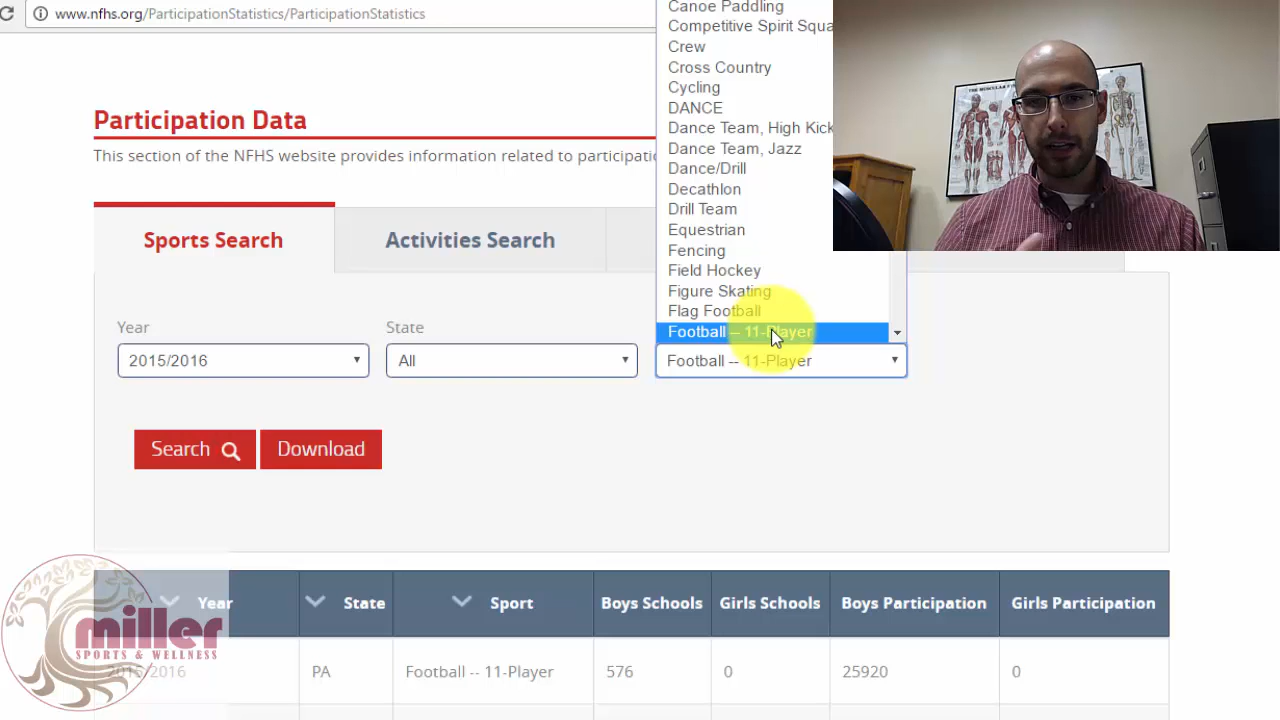 www.nfhs.org/ParticipationStatistics/ParticipationStatistics
Canoe Paddling
Competitive Spirit Squa
Crew
Cross Country
Cycling
DANCE
Dance Team, High Kick
Dance Team, Jazz
Dance/Drill
Decathlon
Drill Team
Equestrian
Fencing
Field Hockey
Figure Skating
Flag Football
Football -- 11-Player
THE MUSCULAR
Participation Data
This section of the NFHS website provides information related to participatio
Sports Search
Activities Search
Year
State
2015/2016
All
Football -- 11-Player
Search
Download
Year
State
Sport
Boys Schools
Girls Schools
Boys Participation
Girls Participation
2015/2016
PA
Football -- 11-Player
576
0
25920
0
miller
SPORTS & WELLNESS